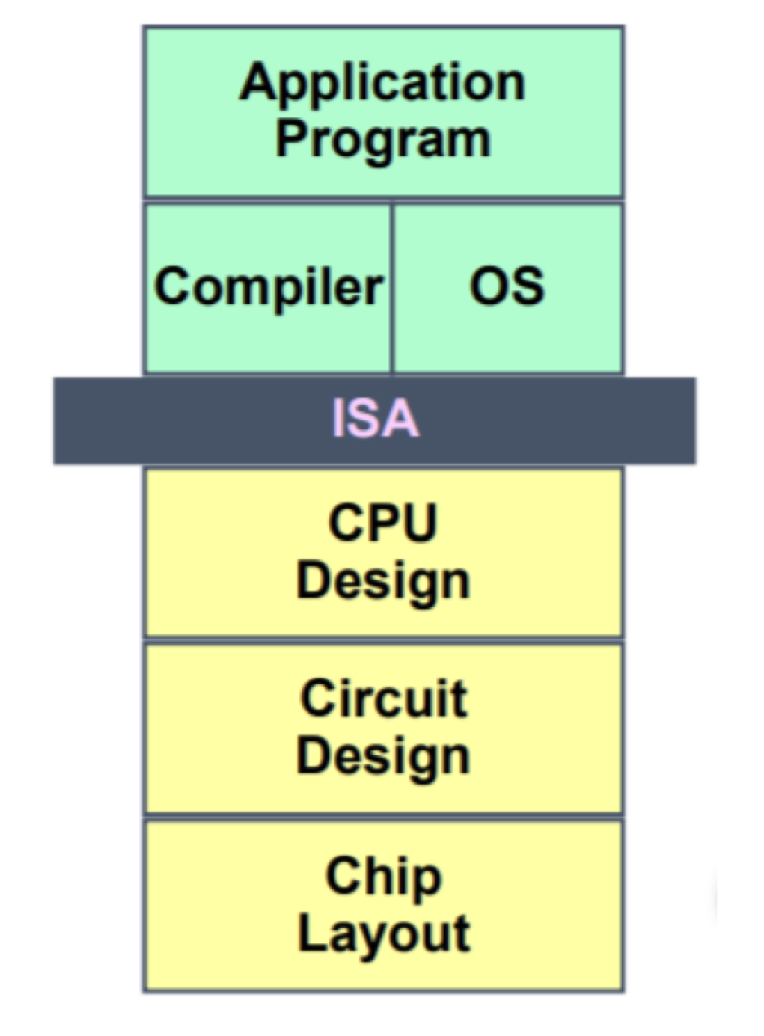 Application
Program
Compiler
OS
ISA
CPU
Design
Circuit
Design
Chip
Layout